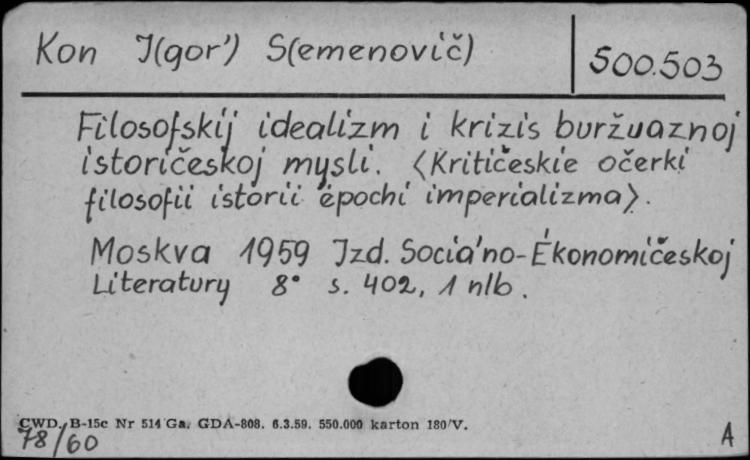 Kon I(gor') S(emenovič)
500.503
Filosofskij idealizm i krizis buržuaznoj
istoričeskoj mysli. <Kritičeskie očerki
filosofii istorii épochi imperializma>.
Moskva 1959 Izd. Socia'no-Ékonomičeskoj
Literatury 8° s. 402, 1 nlb.
CWD. B-15c Nr 514 Ga. GDA-808. 6.3.59. 550.000 karton 180/V.
78/60
A